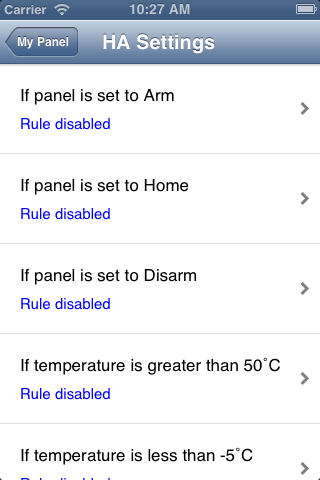 Carrier 10:27 AM
My Panel HA Settings
If panel is set to Arm
Rule disabled
If panel is set to Home
Rule disabled
If panel is set to Disarm
Rule disabled
If temperature is greater than 50°C
Rule disabled
If temperature is less than -5°C
Rule disabled